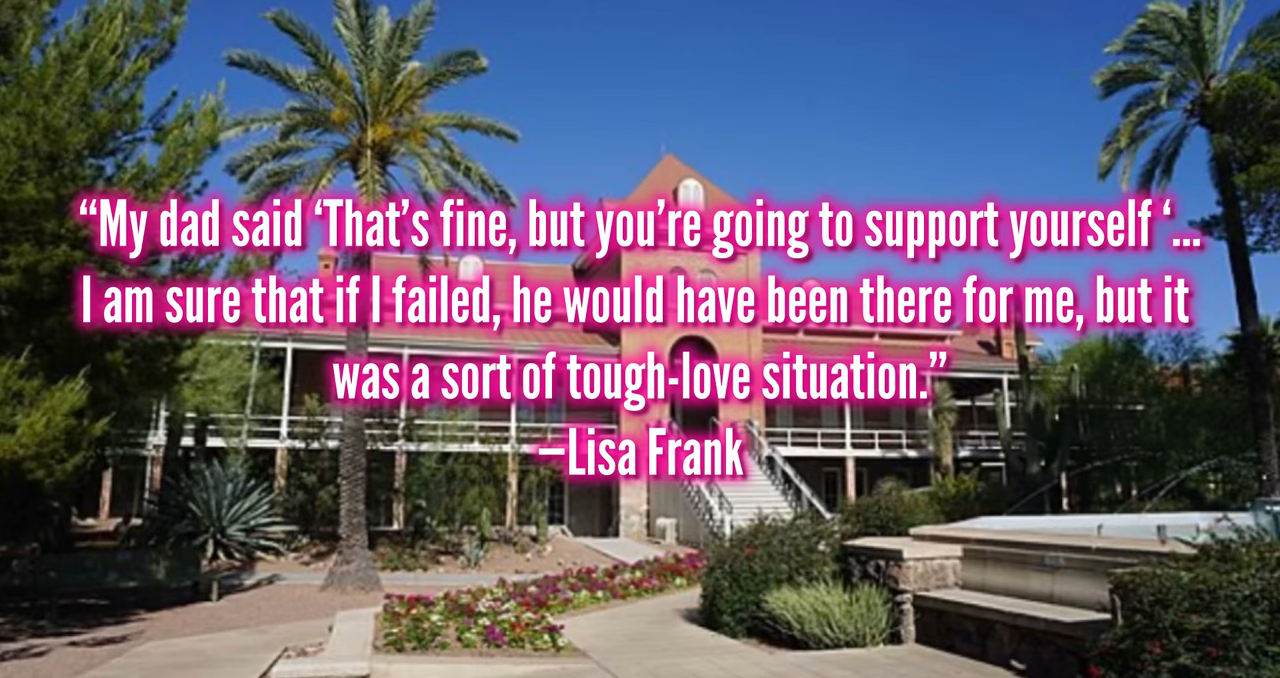 “My dad said ‘That’s fine, but you’re going to support yourself ‘...
I am sure that if I failed, he would have been there for me, but it
was a sort of tough-love situation.”
–Lisa Frank